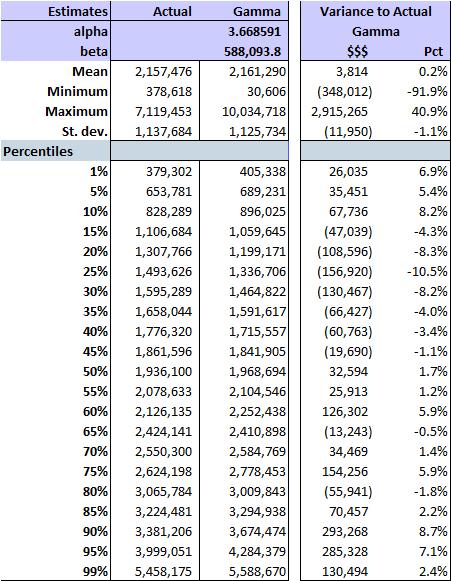 Estimates Actual Gamma Variance to Actual
alpha 3.668591 Gamma
beta 588,093.8 $$$ Pct
Mean 2,157,476 2,161,290 3,814 0.2%
Minimum 378,618 30,606 (348,012) -91.9%
Maximum 7,119,453 10,034,718 2,915,265 40.9%
St. dev. 1,137,684 1,125,734 (11,950) -1.1%
Percentiles
1% 379,302 405,338 26,035 6.9%
5% 653,781 689,231 35,451 5.4%
10% 828,289 896,025 67,736 8.2%
15% 1,106,684 1,059,645 (47,039) -4.3%
20% 1,307,766 1,199,171 (108,596) -8.3%
25% 1,493,626 1,336,706 (156,920) -10.5%
30% 1,595,289 1,464,822 (130,467) -8.2%
35% 1,658,044 1,591,617 (66,427) -4.0%
40% 1,776,320 1,715,557 (60,763) -3.4%
45% 1,861,596 1,841,905 (19,690) -1.1%
50% 1,936,100 1,968,694 32,594 1.7%
55% 2,078,633 2,104,546 25,913 1.2%
60% 2,126,135 2,252,438 126,302 5.9%
65% 2,424,141 2,410,898 (13,243) -0.5%
70% 2,550,300 2,584,769 34,469 1.4%
75% 2,624,198 2,778,453 154,256 5.9%
80% 3,065,784 3,009,843 (55,941) -1.8%
85% 3,224,481 3,294,938 70,457 2.2%
90% 3,381,206 3,674,474 293,268 8.7%
95% 3,999,051 4,284,379 285,328 7.1%
99% 5,458,175 5,588,670 130,494 2.4%